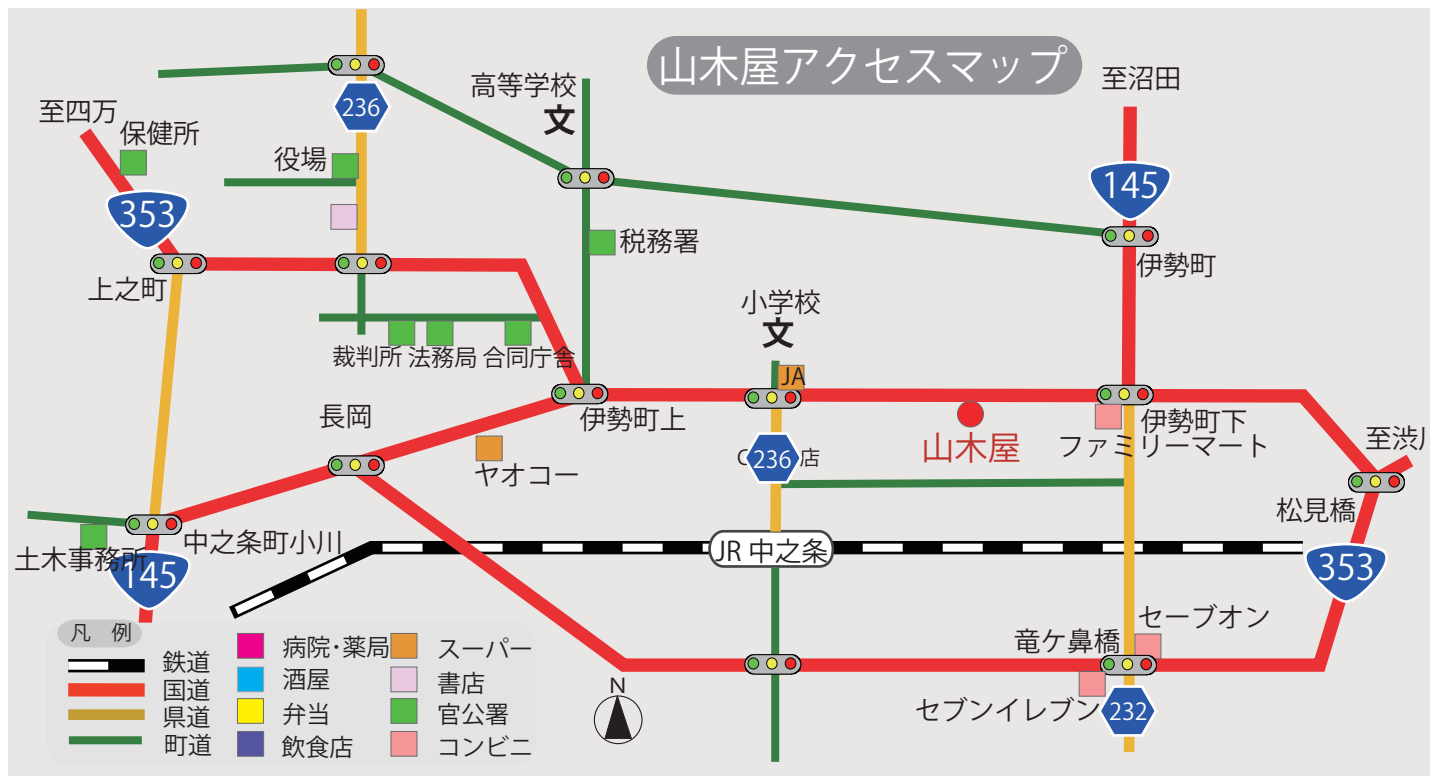 山木屋アクセスマップ
至沼田
236
高等学校
文
至四万
保健所
役場
145
353
税務署
伊勢町
上之町
小学校
文
JA
裁判所 法務局 合同庁舎
長岡
伊勢町上
伊勢町下
ファミリーマート
山木屋
至渋川
ヤオコー
236
店
松見橋
中之条町小川
土木事務所
145
JR 中之条
353
セーブオン
竜ケ鼻橋
セブンイレブン
232
N
凡 例
鉄道
国道
県道
町道
病院・薬局
酒屋
弁当
飲食店
スーパー
書店
官公署
コンビニ